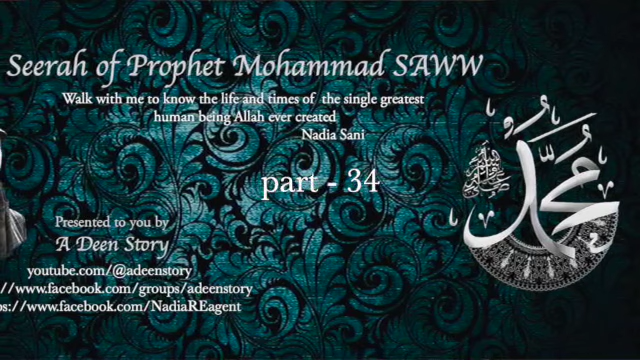 Seerah of Prophet Mohammad SAWW
Walk with me to know the life and times of the single greatest
human being Allah ever created
Nadia Sani
part - 34
محمد
Presented to you by
A Deen Story
youtube.com/@adeenstory
//www.facebook.com/groups/adeenstory
os://www.facebook.com/NadiaREagent